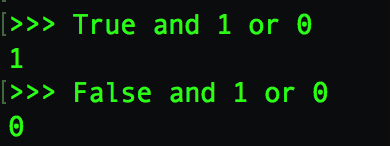 >>> True and 1 or 0
1
>>> False and 1 or 0
0